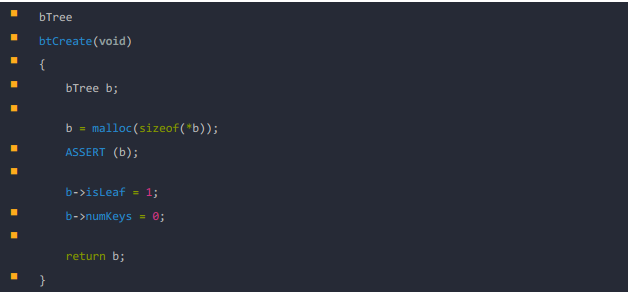 bTree
btCreate(void)
{
bTree b;
b = malloc(sizeof(*b));
ASSERT (b);
b->isLeaf = 1;
b->numKeys = 0;
return b;
}